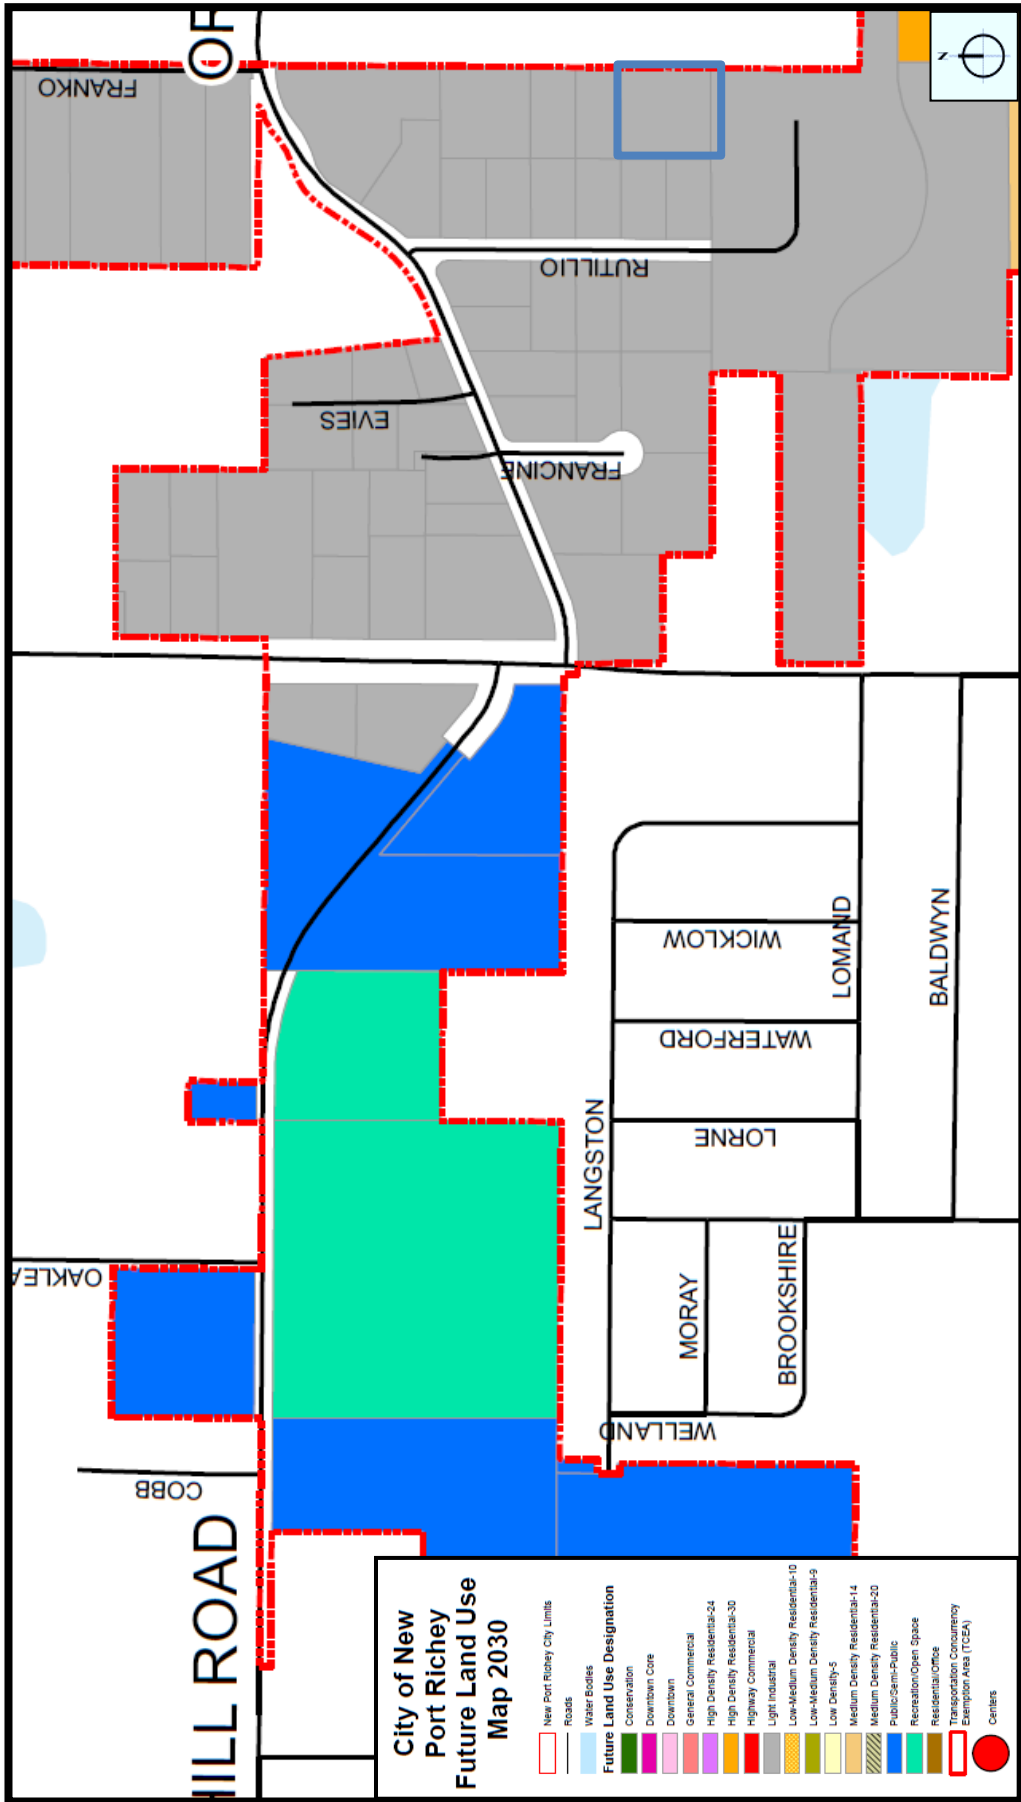 FRANKO
OR
N
RUTILLIO
EVIES
FRANCINE
WICKLOW
LOMAND
BALDWYN
WATERFORD
LANGSTON
LORNE
OAKLEA
MORAY
BROOKSHIRE
WELLAND
COBB
HILL ROAD
City of New
Port Richey
Future Land Use
Map 2030
New Port Richey City Limits
Roads
Water Bodies
Future Land Use Designation
Conservation
Downtown Core
Downtown
General Commercial
High Density Residential-24
High Density Residential-30
Highway Commercial
Light Industrial
Low-Medium Density Residential-10
Low-Medium Density Residential-9
Low Density-5
Medium Density Residential-14
Medium Density Residential-20
Public/Semi-Public
Recreation/Open Space
Residential/Office
Transportation Concurrency
Exemption Area (TCEA)
Centers